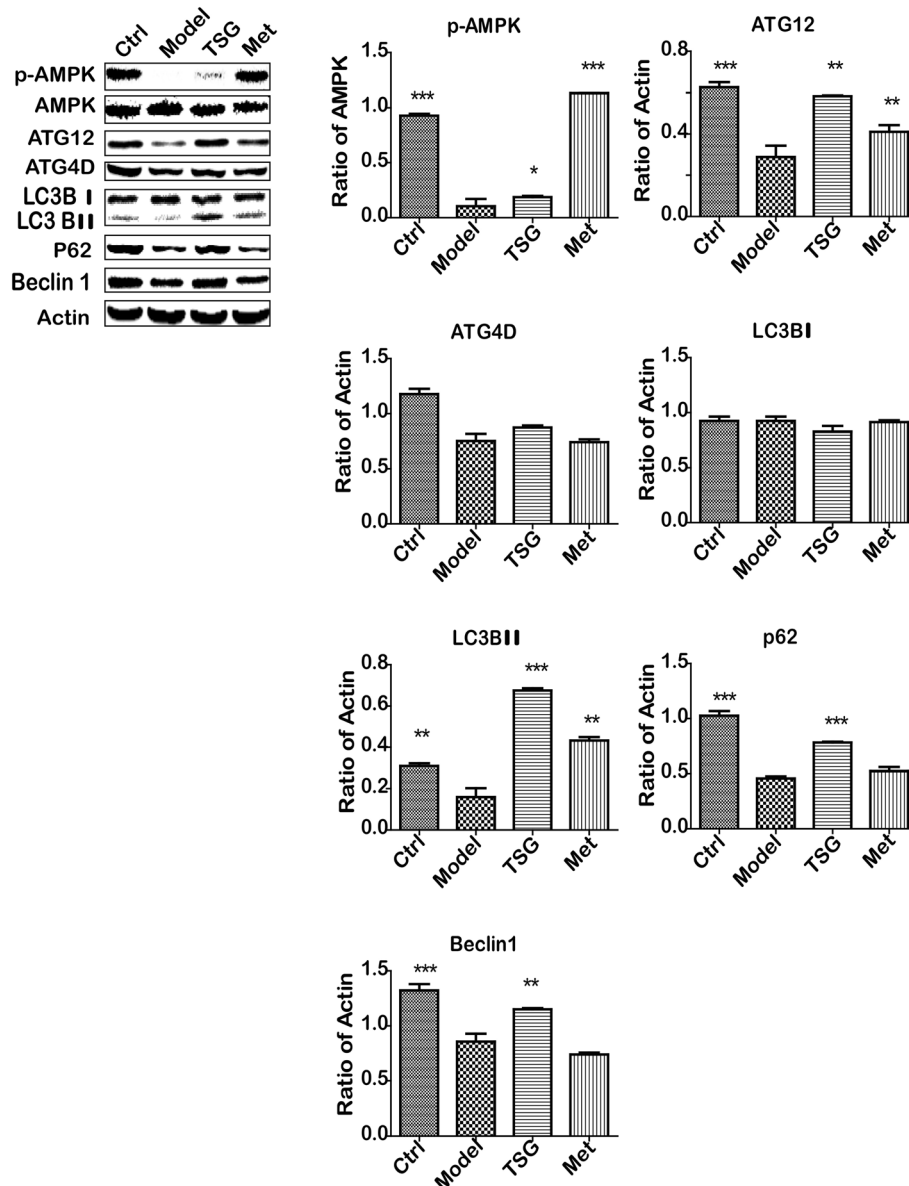 Ctrl Model TSG Met
p-AMPK
AMPK
ATG12
ATG4D
LC3B I
LC3 BII
P62
Beclin 1
Actin
p-AMPK
Ratio of AMPK
1.5
1.0
0.5
0.0
***
*
***
Ctrl Model TSG Met
ATG12
Ratio of Actin
0.6
0.4
0.2
0.0
***
**
**
Ctrl Model TSG Met
ATG4D
Ratio of Actin
1.5
1.0
0.5
0.0
Ctrl Model TSG Met
LC3BI
Ratio of Actin
1.5
1.0
0.5
0.0
Ctrl Model TSG Met
LC3BII
Ratio of Actin
0.8
0.6
0.4
0.2
0.0
**
***
**
Ctrl Model TSG Met
p62
Ratio of Actin
1.5
1.0
0.5
0.0
***
***
Ctrl Model TSG Met
Beclin1
Ratio of Actin
1.5
1.0
0.5
0.0
***
**
Ctrl Model TSG Met